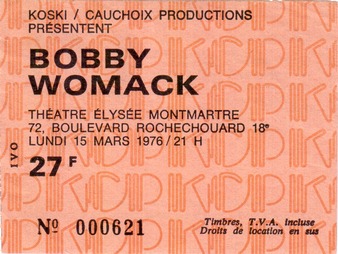 KOSKI / CAUCHOIX PRODUCTIONS
PRÉSENTENT
BOBBY
WOMACK
THÉATRE ÉLYSÉE MONTMARTRE
72, BOULEVARD ROCHECHOUARD 18e
LUNDI 15 MARS 1976 / 21 H
IVO
27 F
No 000621
Timbres, T.V.A. incluse
Droits de location en sus